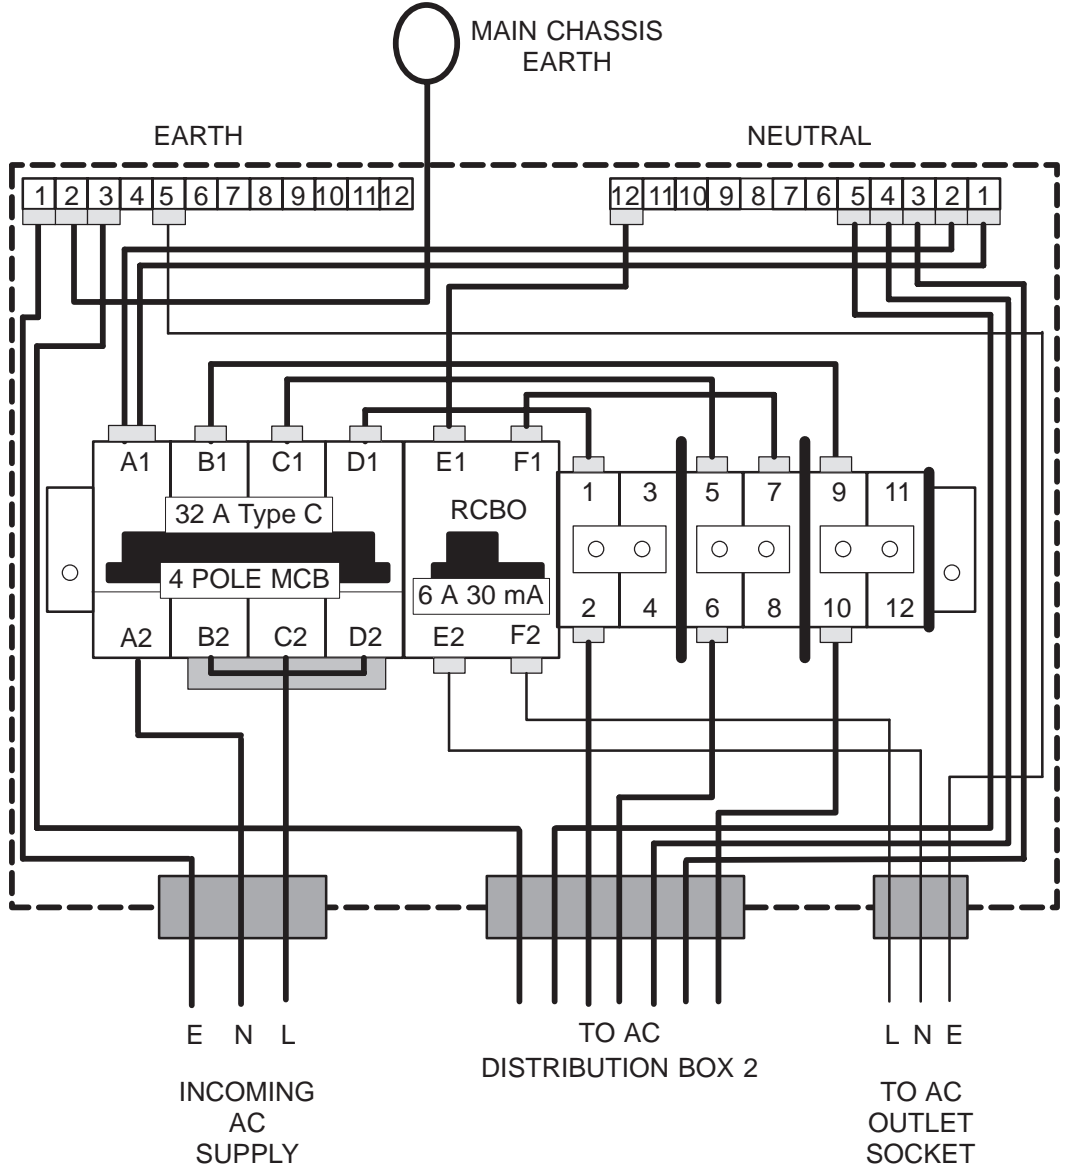 MAIN CHASSIS
EARTH
EARTH
NEUTRAL
1 2 3 4 5 6 7 8 9 10 11 12
12 11 10 9 8 7 6 5 4 3 2 1
A1 B1 C1 D1 E1 F1
32 A Type C
RCBO
1 3 5 7 9 11
4 POLE MCB
6 A 30 mA
2 4 6 8 10 12
A2 B2 C2 D2 E2 F2
E N L
INCOMING
AC
SUPPLY
TO AC
DISTRIBUTION BOX 2
L N E
TO AC
OUTLET
SOCKET